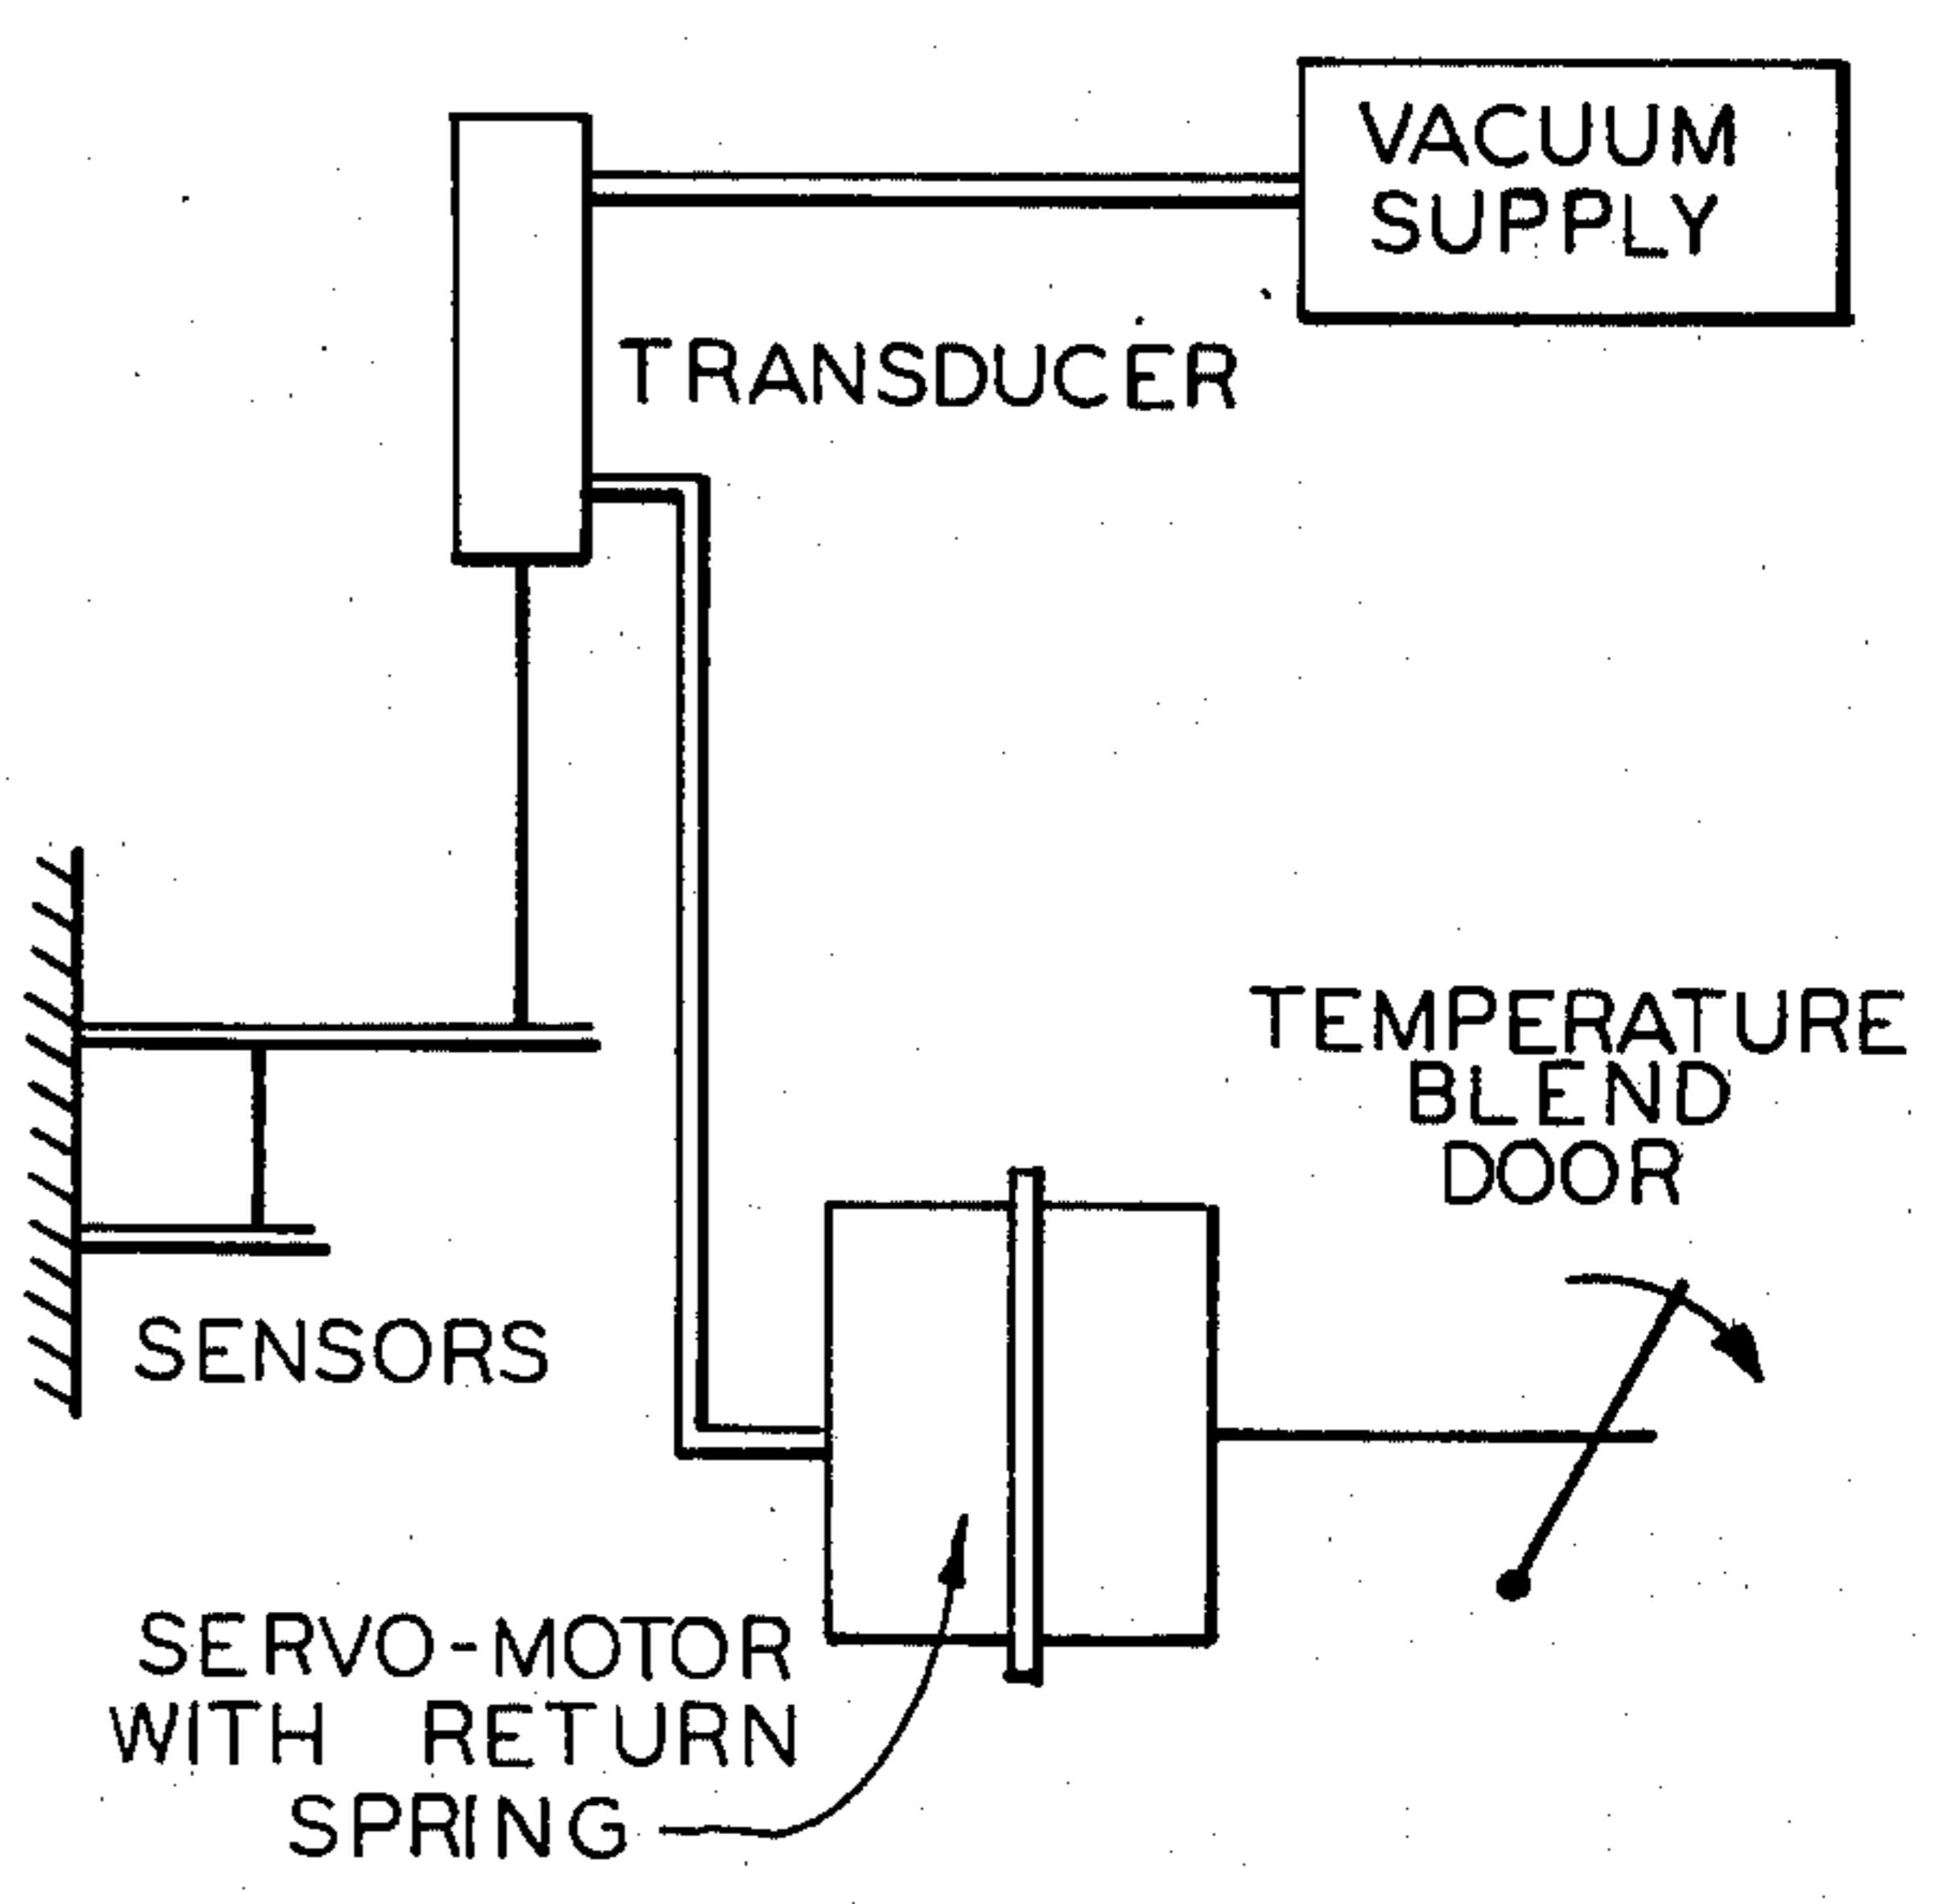 VACUUM
SUPPLY
TRANSDUCER
TEMPERATURE
BLEND
DOOR
SENSORS
SERVO-MOTOR
WITH RETURN
SPRING